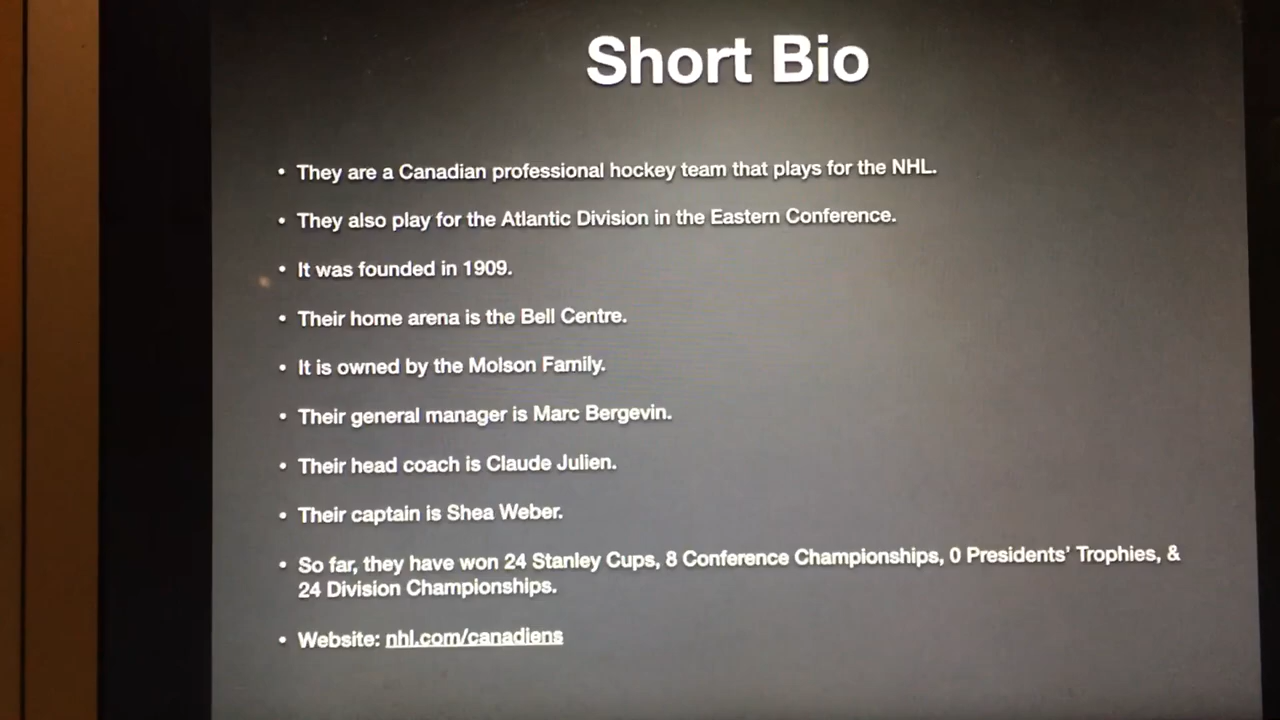 Short Bio
• They are a Canadian professional hockey team that plays for the NHL.
• They also play for the Atlantic Division in the Eastern Conference.
• It was founded in 1909.
• Their home arena is the Bell Centre.
• It is owned by the Molson Family.
• Their general manager is Marc Bergevin.
• Their head coach is Claude Julien.
• Their captain is Shea Weber.
• So far, they have won 24 Stanley Cups, 8 Conference Championships, 0 Presidents' Trophies, &
24 Division Championships.
• Website: nhl.com/canadiens